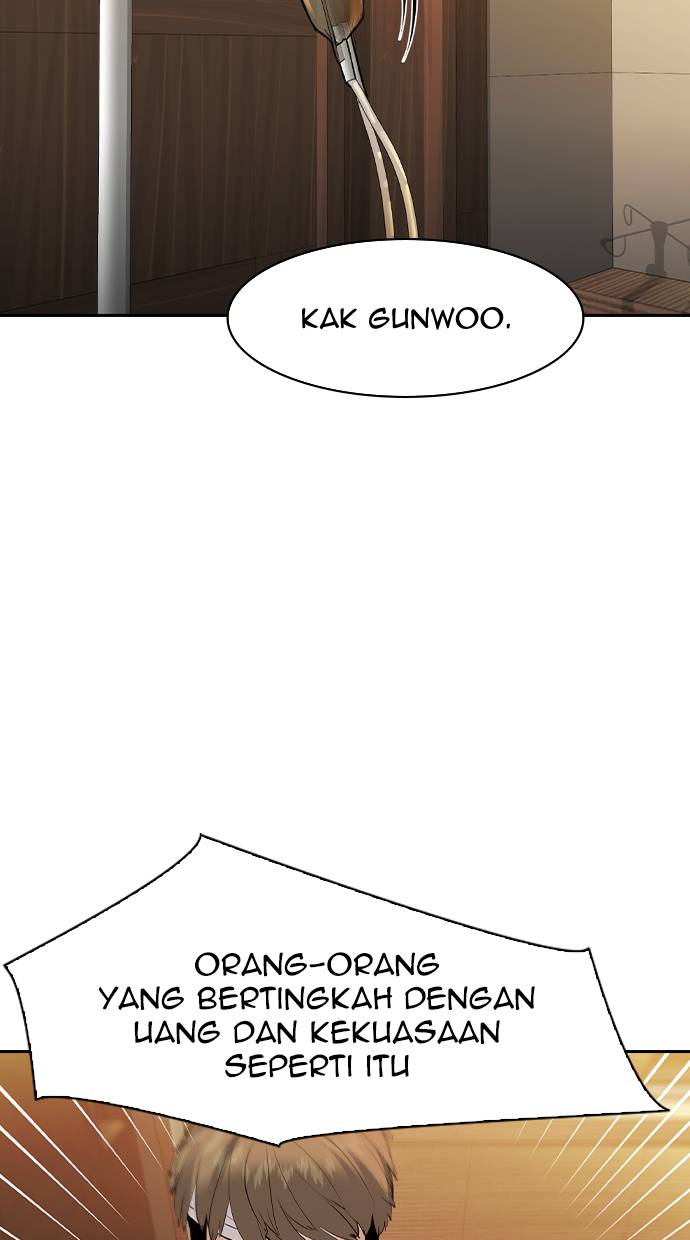 KAK GUNWOO.
ORANG-ORANG
YANG BERTINGKAH DENGAN
UANG DAN KEKUASAAN
SEPERTI ITU